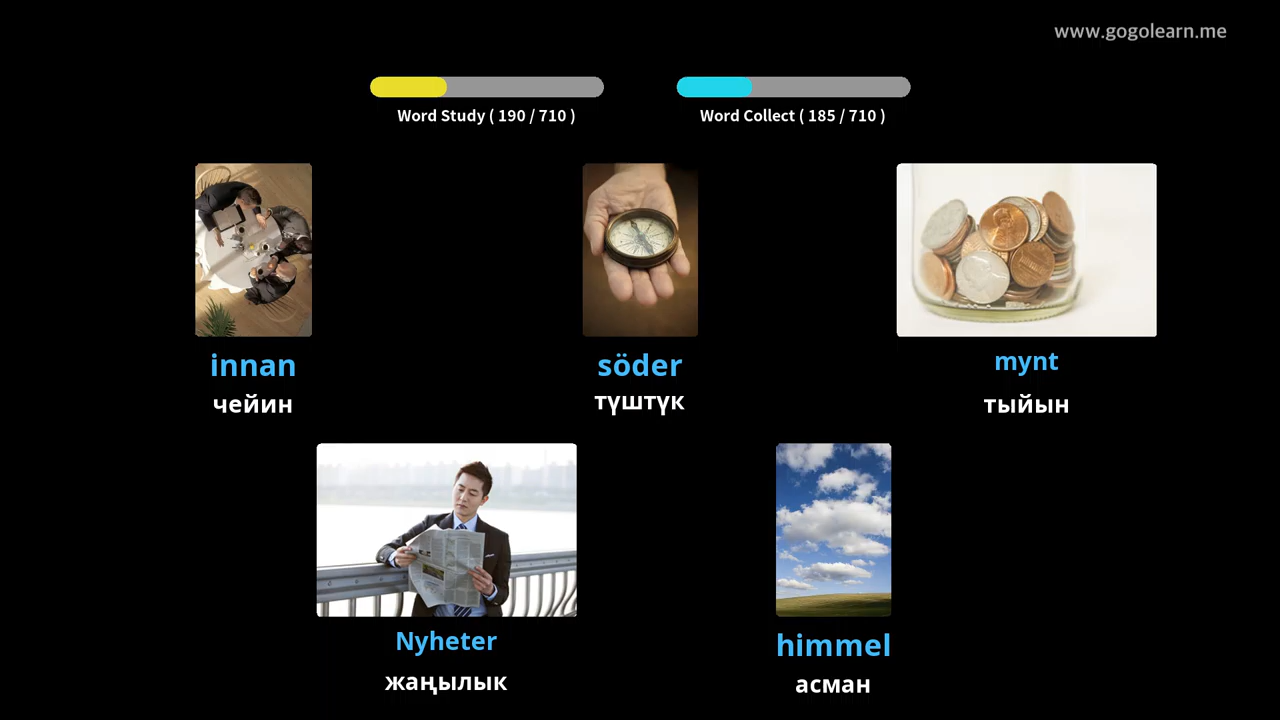 www.gogolearn.me
Word Study ( 190 / 710 )
Word Collect ( 185 / 710 )
innan
чейин
söder
түштүк
mynt
тыйын
Nyheter
жаңылык
himmel
асман